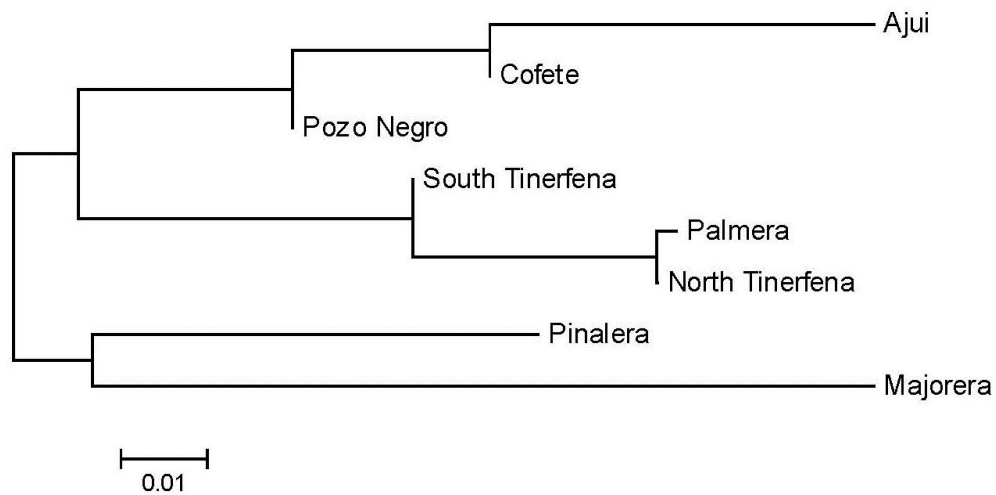 Ajui
Cofete
Pozo Negro
South Tinerfena
Palmera
North Tinerfena
Pinalera
Majorera
0.01